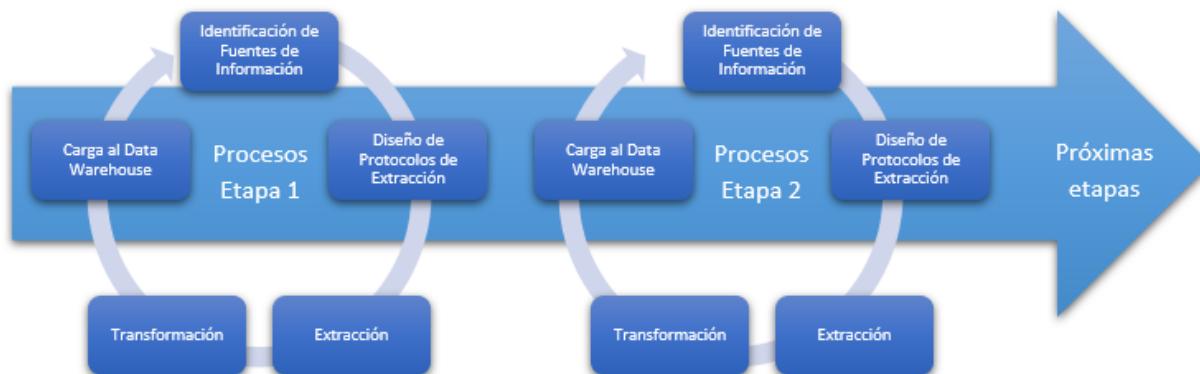 Identificación de
Fuentes de
Información
Carga al Data
Warehouse
Procesos
Etapa 1
Diseño de
Protocolos de
Extracción
Transformación
Extracción
Identificación de
Fuentes de
Información
Carga al Data
Warehouse
Procesos
Etapa 2
Diseño de
Protocolos de
Extracción
Transformación
Extracción
Próximas
etapas